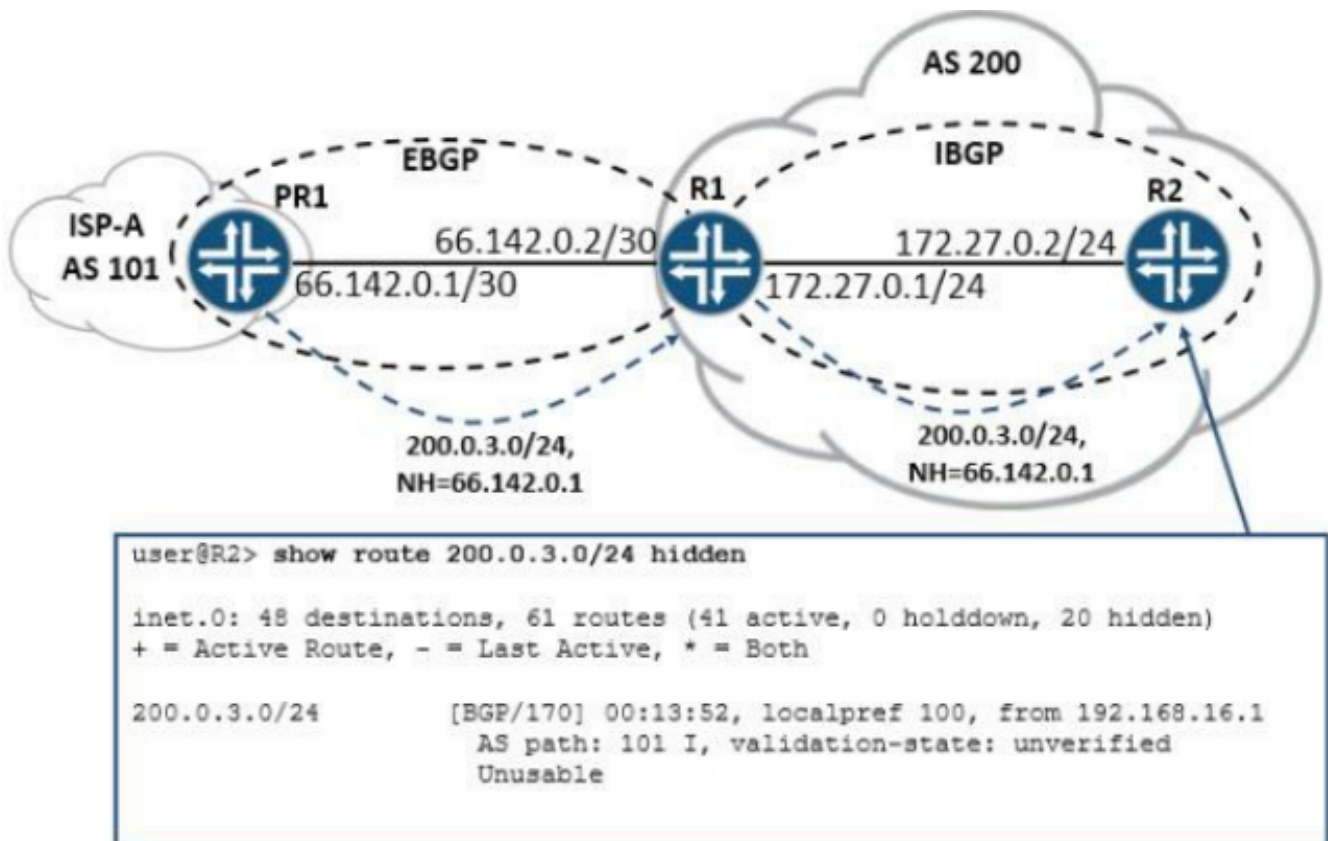 AS 200
EBGP
IBGP
PR1
R1
R2
ISP-A
AS 101
66.142.0.2/30
172.27.0.2/24
66.142.0.1/30
172.27.0.1/24
200.0.3.0/24,
NH=66.142.0.1
200.0.3.0/24,
NH=66.142.0.1
user@R2> show route 200.0.3.0/24 hidden
inet.0: 48 destinations, 61 routes (41 active, 0 holddown, 20 hidden)
+ = Active Route, - = Last Active, * = Both
200.0.3.0/24 [BGP/170] 00:13:52, localpref 100, from 192.168.16.1
AS path: 101 I, validation-state: unverified
Unusable